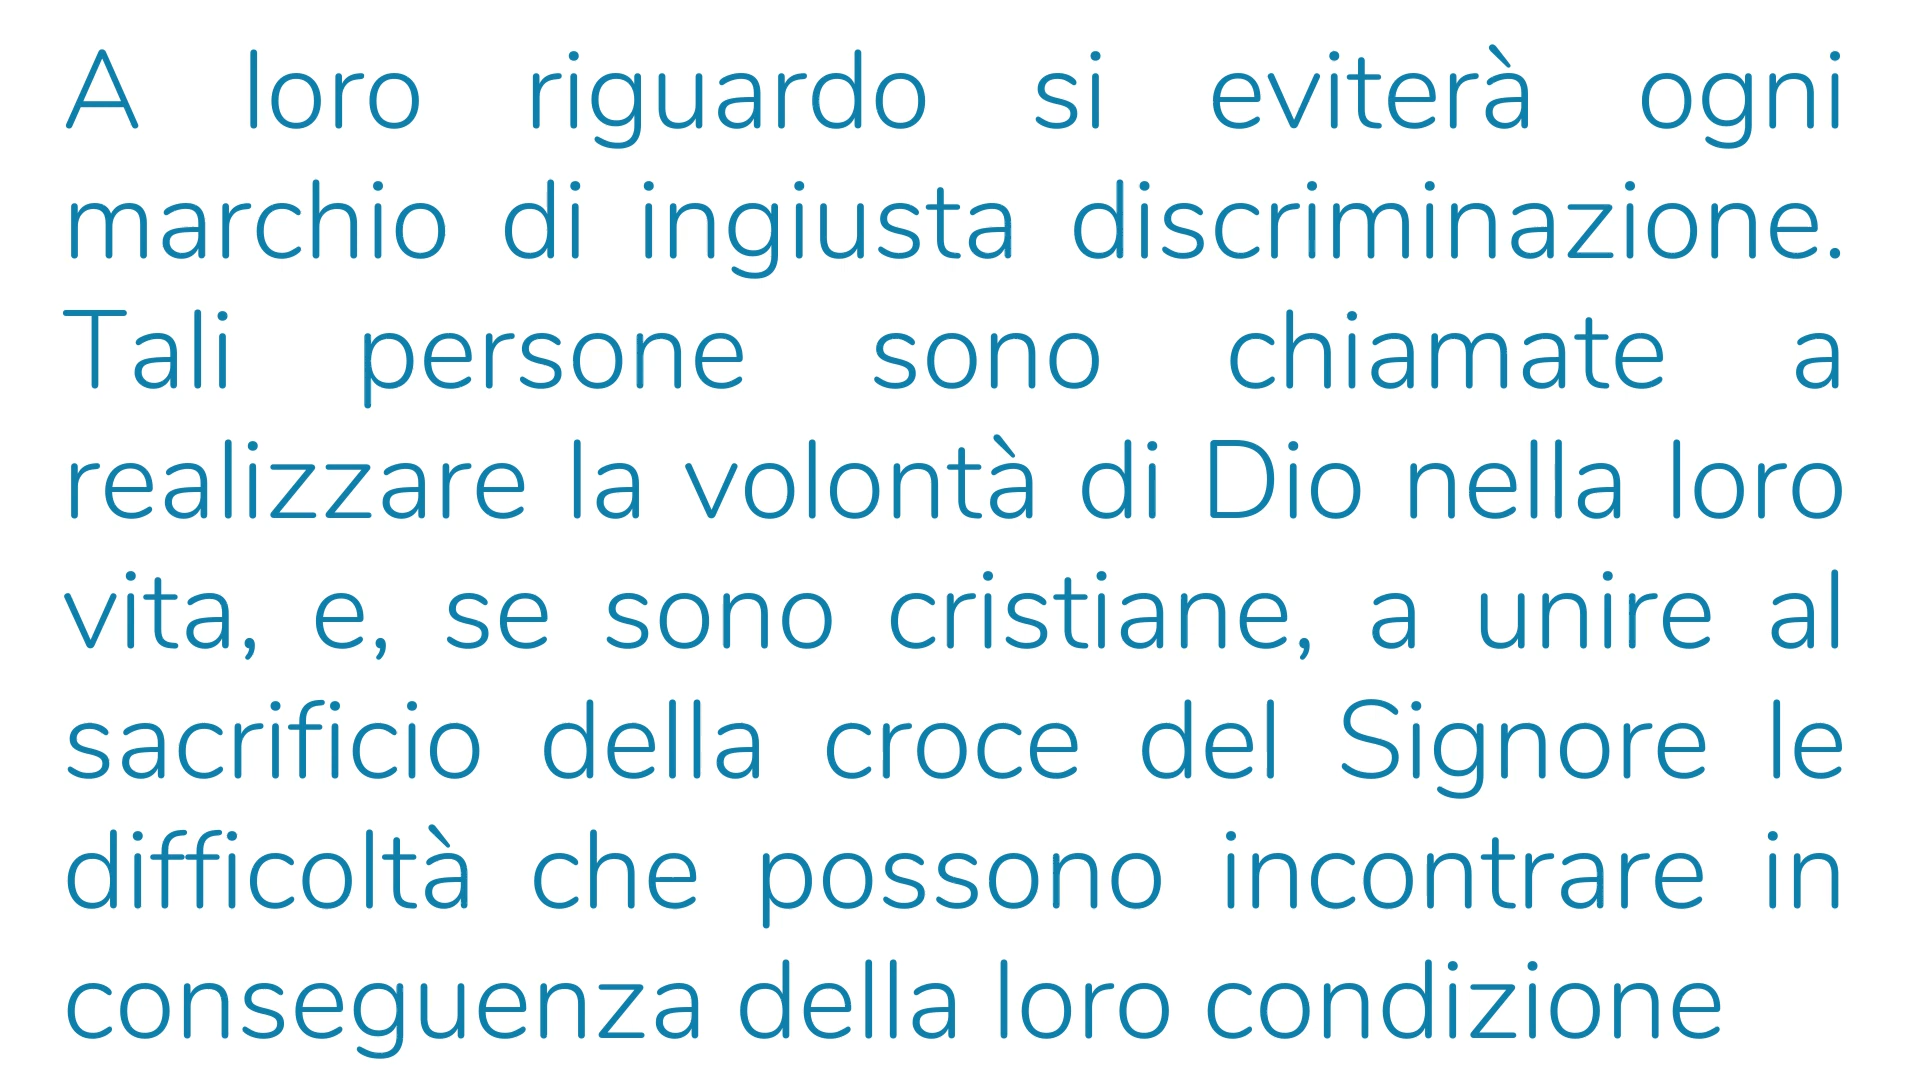 A loro riguardo si eviterà ogni
marchio di ingiusta discriminazione.
Tali persone sono chiamate a
realizzare la volontà di Dio nella loro
vita, e, se sono cristiane, a unire al
sacrificio della croce del Signore le
difficoltà che possono incontrare in
conseguenza della loro condizione